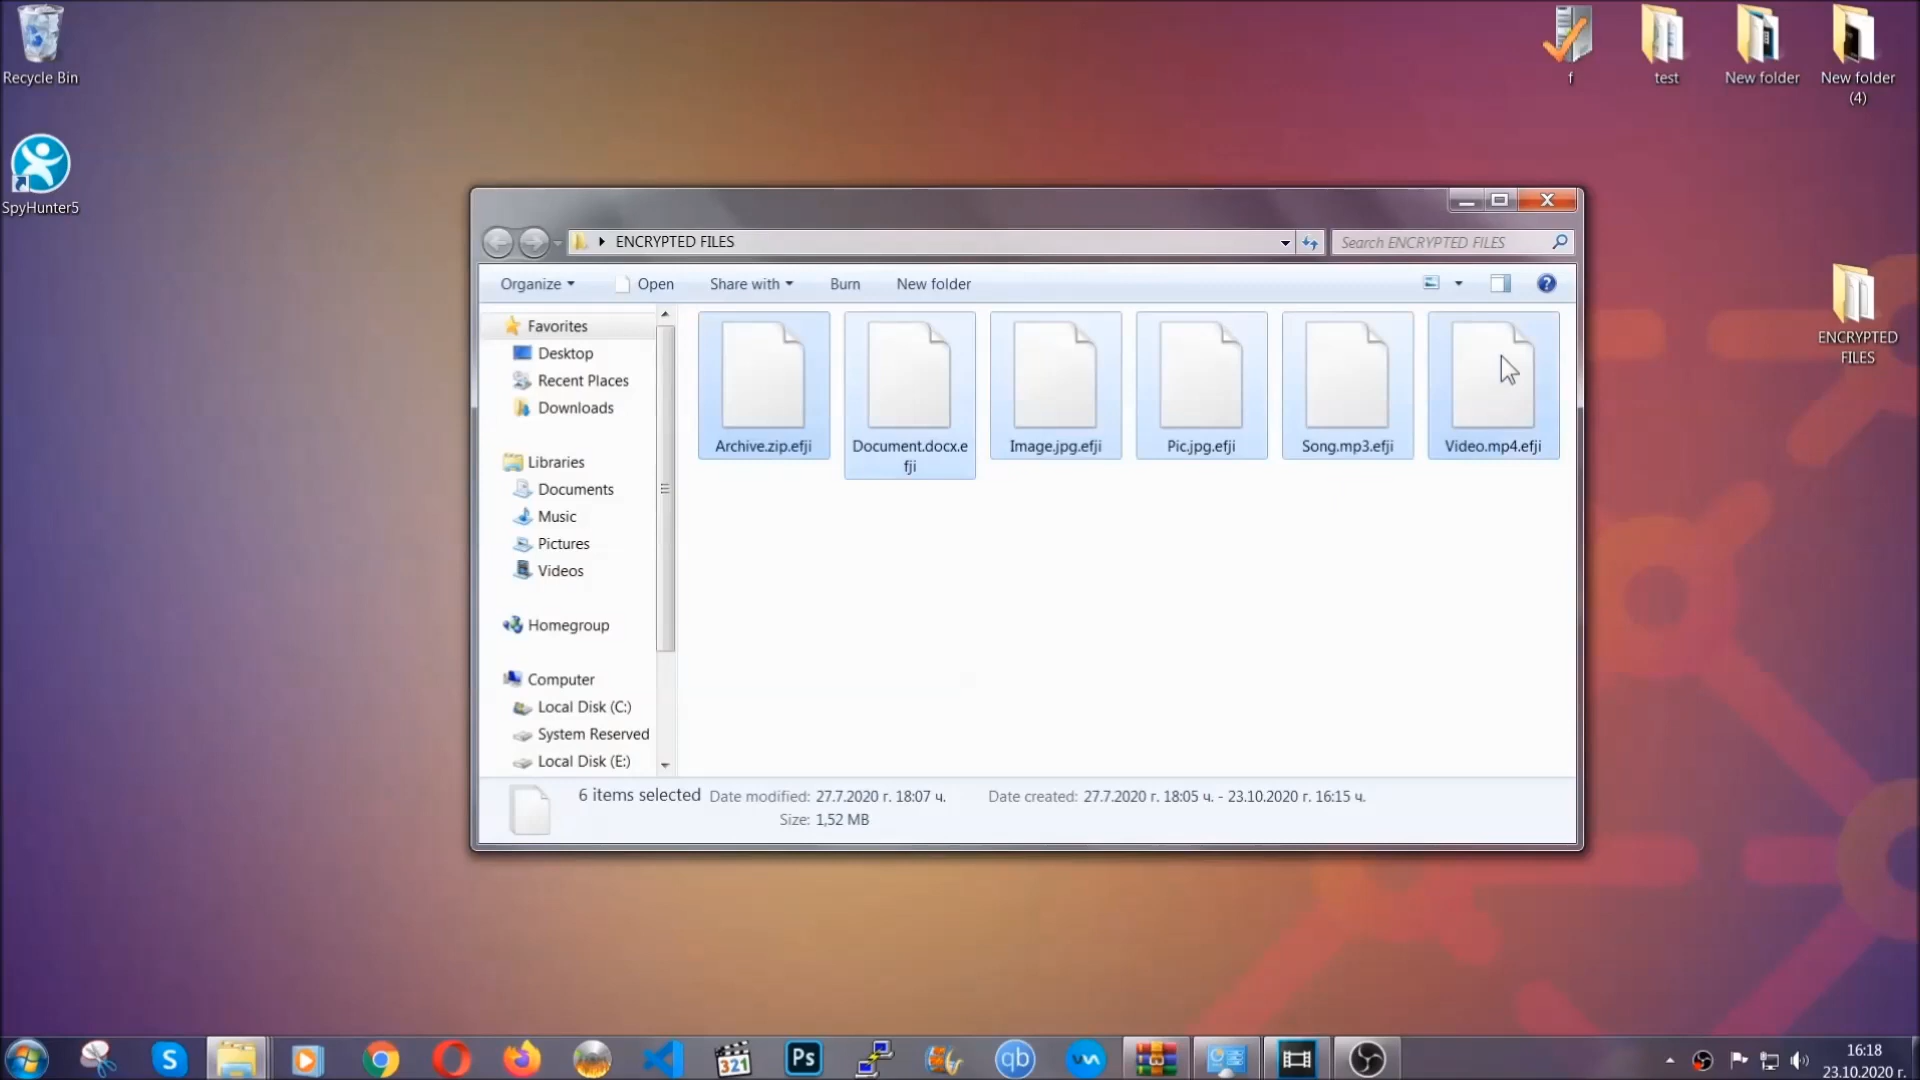 Recycle Bin
SpyHunter5
f
test
New folder
New folder
(4)
ENCRYPTED
FILES
ENCRYPTED FILES
Search ENCRYPTED FILES
Organize
Open
Share with
Burn
New folder
Favorites
Desktop
Recent Places
Downloads
Libraries
Documents
Music
Pictures
Videos
Homegroup
Computer
Local Disk (C:)
System Reserved
Local Disk (E:)
Archive.zip.efji
Document.docx.e
fji
Image.jpg.efji
Pic.jpg.efji
Song.mp3.efji
Video.mp4.efji
6 items selected Date modified: 27.7.2020 г. 18:07 ч. Date created: 27.7.2020 г. 18:05 ч. - 23.10.2020 г. 16:15 ч.
Size: 1,52 MB
S
321
Ps
qb
16:18
23.10.2020 г.